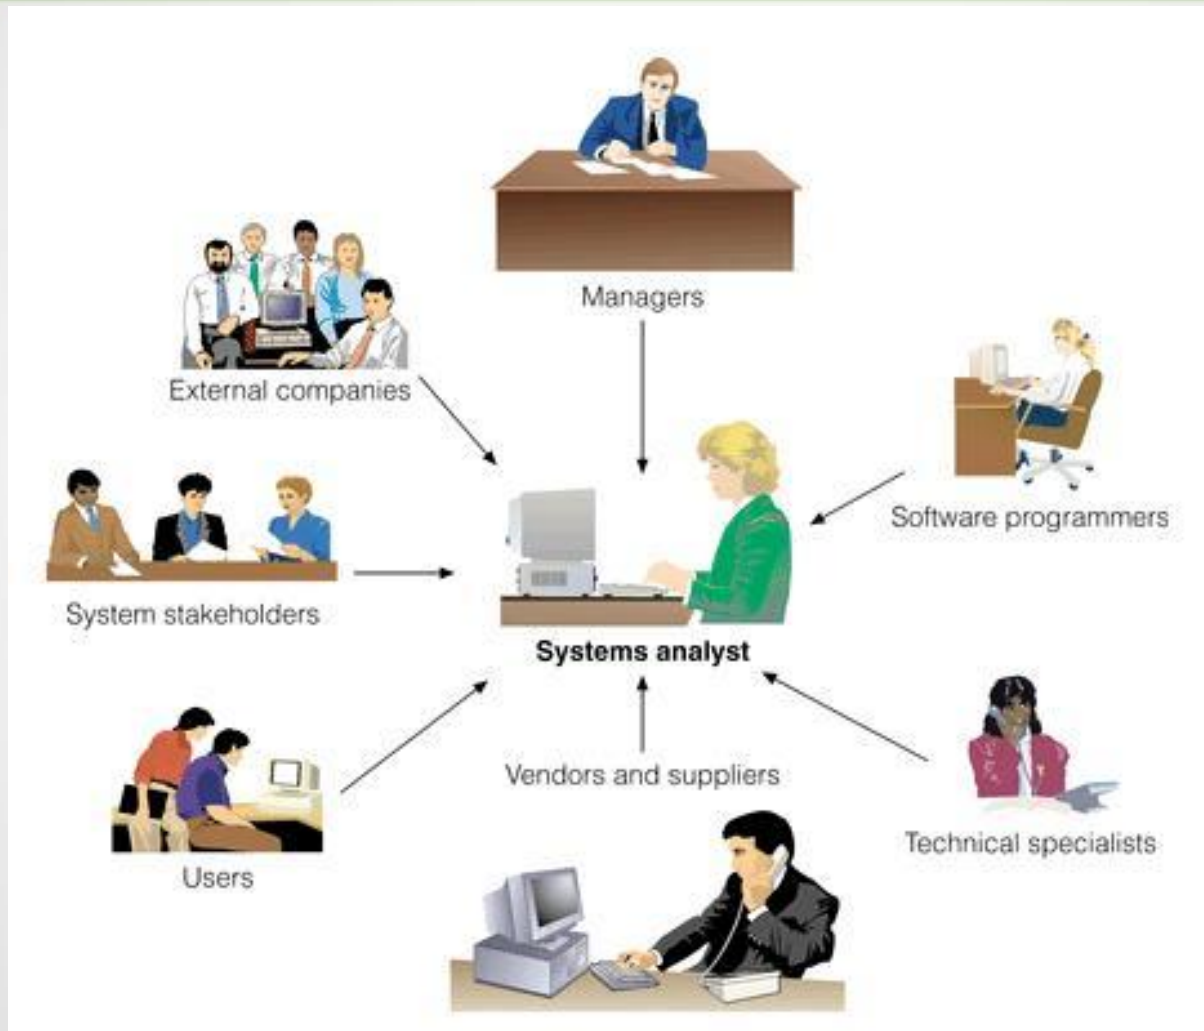 Managers
External companies
Software programmers
System stakeholders
Systems analyst
Vendors and suppliers
Technical specialists
Users